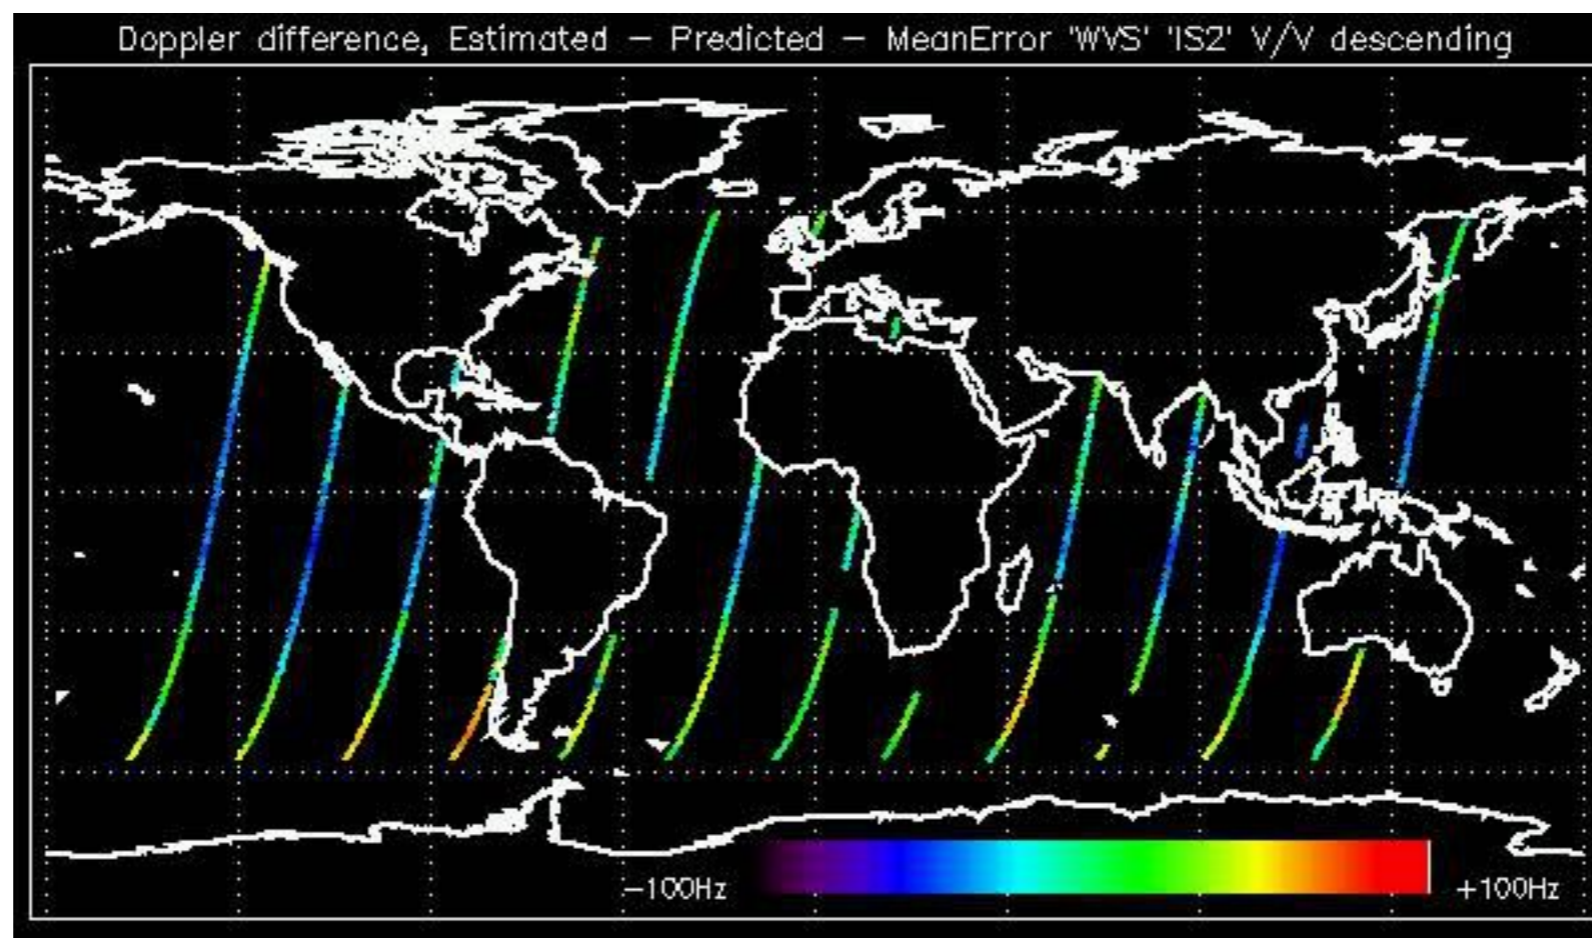 Doppler difference, Estimated – Predicted – MeanError 'WVS' 'IS2' V/V descending
–100Hz
+100Hz